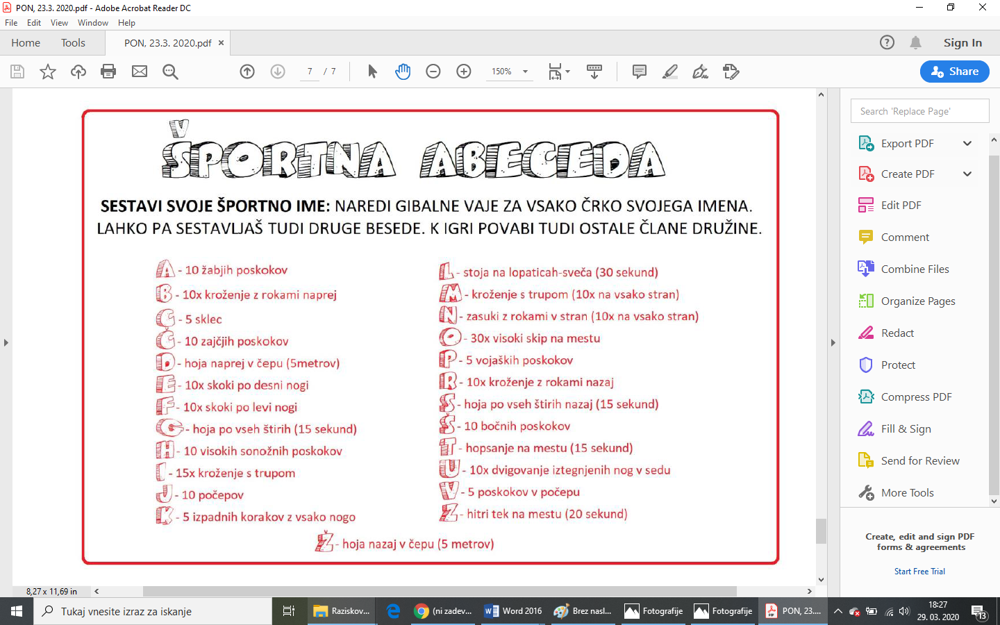 PON, 23.3. 2020.pdf - Adobe Acrobat Reader DC
File Edit View Window Help
Home Tools PON, 23.3. 2020.pdf × Sign In
7 / 7 150% Share
ŠPORTNA ABECEDA
SESTAVI SVOJE ŠPORTNO IME: NAREDI GIBALNE VAJE ZA VSAKO ČRKO SVOJEGA IMENA.
LAHKO PA SESTAVLJAŠ TUDI DRUGE BESEDE. K IGRI POVABI TUDI OSTALE ČLANE DRUŽINE.
A - 10 žabjih poskokov
B - 10x kroženje z rokami naprej
C - 5 sklec
Č - 10 zajčjih poskokov
D - hoja naprej v čepu (5metrov)
E - 10x skoki po desni nogi
F - 10x skoki po levi nogi
G - hoja po vseh štirih (15 sekund)
H - 10 visokih sonožnih poskokov
I - 15x kroženje s trupom
J - 10 počepov
K - 5 izpadnih korakov z vsako nogo
L - stoja na lopaticah-sveča (30 sekund)
M - kroženje s trupom (10x na vsako stran)
N - zasuki z rokami v stran (10x na vsako stran)
O - 30x visoki skip na mestu
P - 5 vojaških poskokov
R - 10x kroženje z rokami nazaj
S - hoja po vseh štirih nazaj (15 sekund)
Š - 10 bočnih poskokov
T - hopsanje na mestu (15 sekund)
U - 10x dvigovanje iztegnjenih nog v sedu
V - 5 poskokov v počepu
Z - hitri tek na mestu (20 sekund)
Ž - hoja nazaj v čepu (5 metrov)
8,27 x 11,69 in
Search 'Replace Page'
Export PDF
Create PDF
Edit PDF
Comment
Combine Files
Organize Pages
Redact
Protect
Compress PDF
Fill & Sign
Send for Review
More Tools
Create, edit and sign PDF
forms & agreements
Start Free Trial
Tukaj vnesite izraz za iskanje
Raziskov...
(ni zadev...
Word 2016
Brez nasl...
Fotografije
Fotografije
PON, 23....
18:27
29. 03. 2020
13